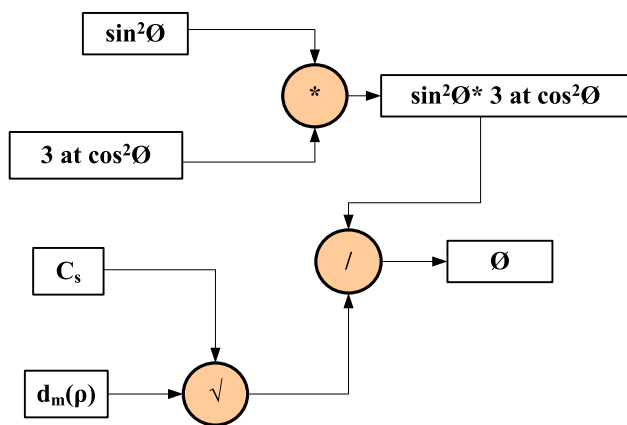 sin²Ø
*
sin²Ø* 3 at cos²Ø
3 at cos²Ø
/
Ø
Cₛ
dₘ(ρ)
√